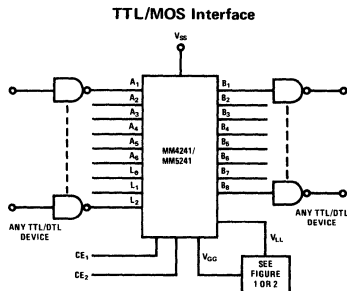 TTL/MOS Interface
VSS
A1
A2
A3
A4
A5
A6
L0
L1
L2
MM4241/
MM5241
B1
B2
B3
B4
B5
B6
B7
B8
ANY TTL/DTL
DEVICE
ANY TTL/DTL
DEVICE
CE1
CE2
VGG
VLL
SEE
FIGURE
1 OR 2